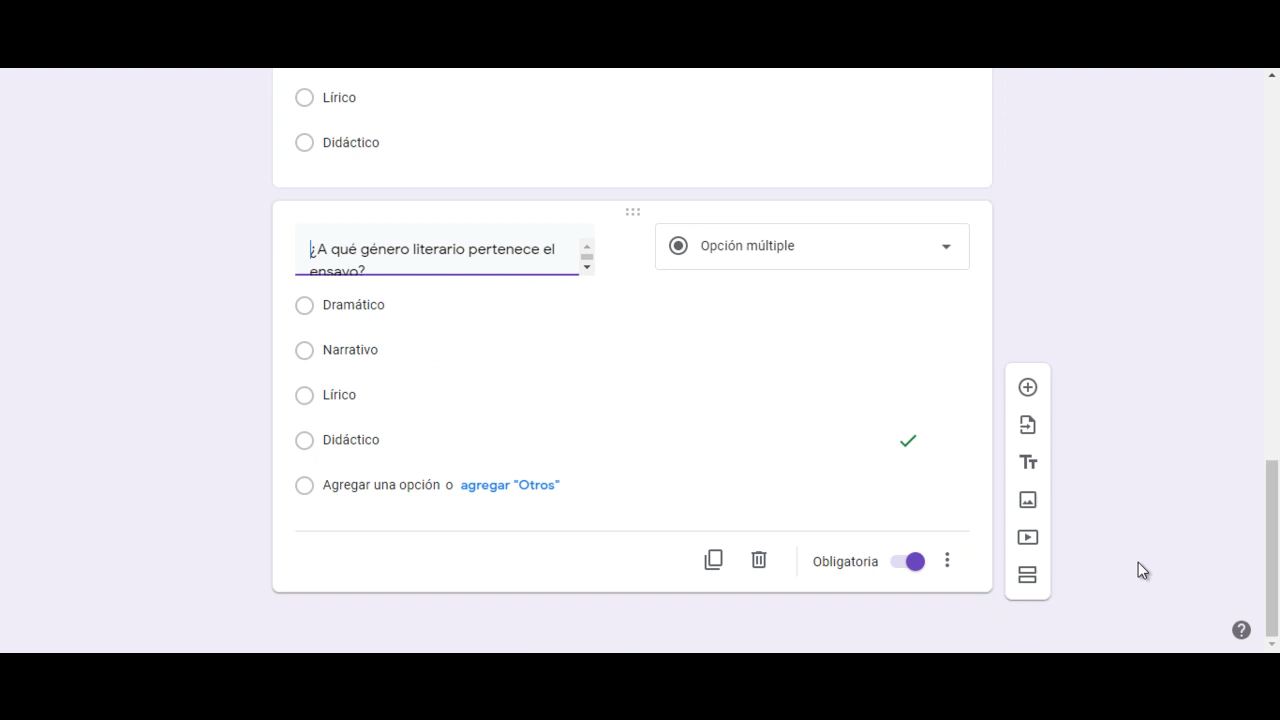 Lírico
Didáctico
¿A qué género literario pertenece el
ensayo?
Opción múltiple
Dramático
Narrativo
Lírico
Didáctico
Agregar una opción o agregar "Otros"
Obligatoria
Tт